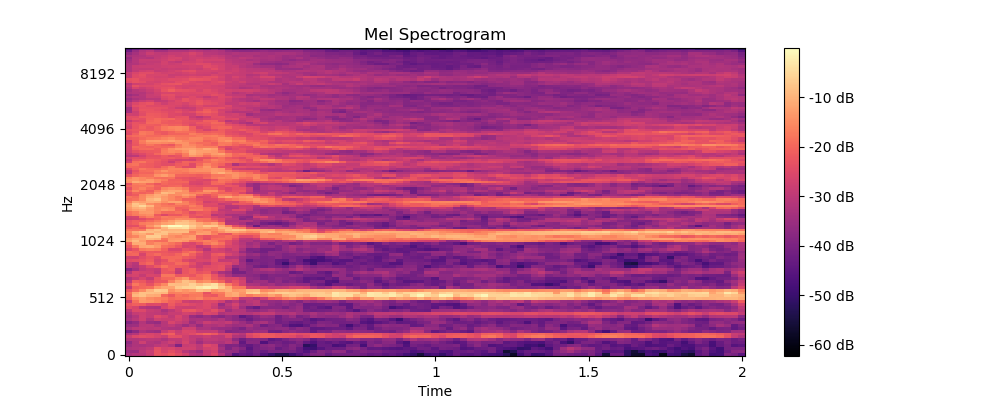 Mel Spectrogram
8192
4096
2048
1024
512
0
Hz
0
0.5
1
1.5
2
Time
-10 dB
-20 dB
-30 dB
-40 dB
-50 dB
-60 dB